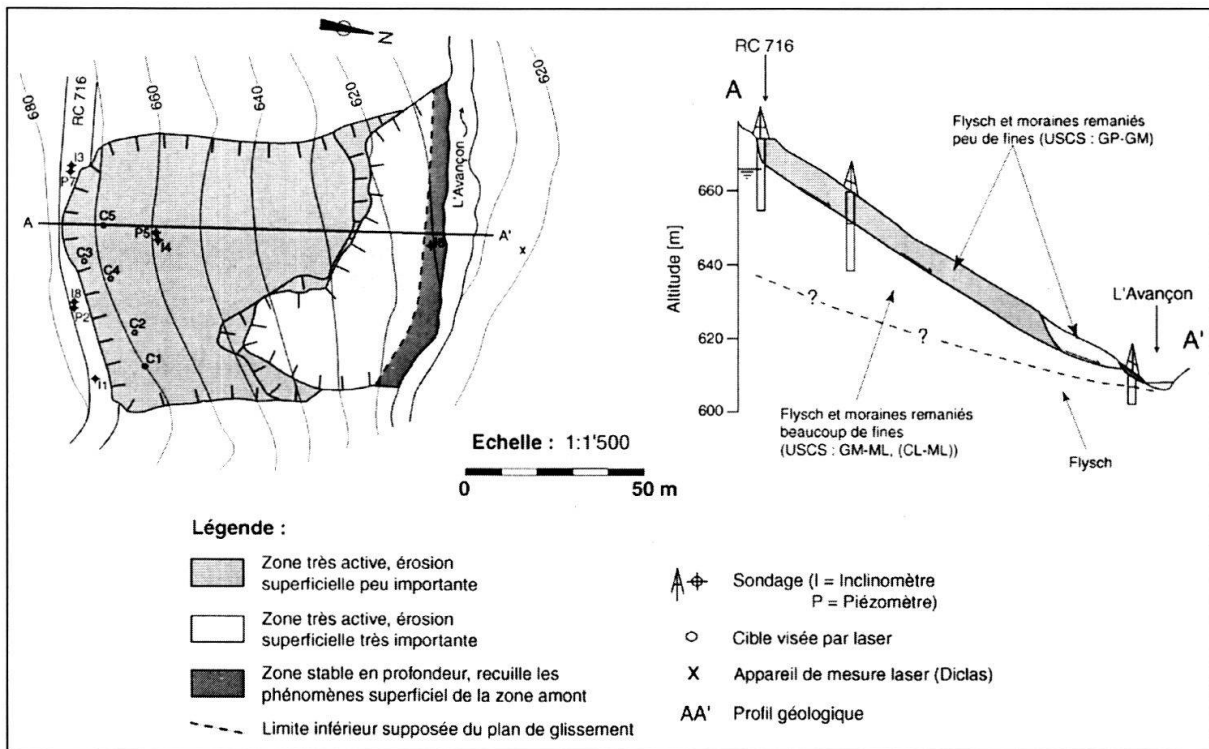 N
680
RC 716
660
640
620
620
L'Avançon
I3
P7
A
C5
P5
I4
A'
C3
C4
I8
P2
C2
C1
I1
Echelle : 1:1'500
0
50 m
RC 716
A
Flysch et moraines remaniés
peu de fines (USCS : GP-GM)
Altitude [m]
660
640
620
600
?
?
L'Avançon
A'
Flysch et moraines remaniés
beaucoup de fines
(USCS : GM-ML, (CL-ML))
Flysch
Légende :
Zone très active, érosion
superficielle peu importante
Zone très active, érosion
superficielle très importante
Zone stable en profondeur, recuille les
phénomènes superficiel de la zone amont
Limite inférieur supposée du plan de glissement
Sondage (I = Inclinomètre
P = Piézomètre)
Cible visée par laser
X Appareil de mesure laser (Diclas)
AA' Profil géologique